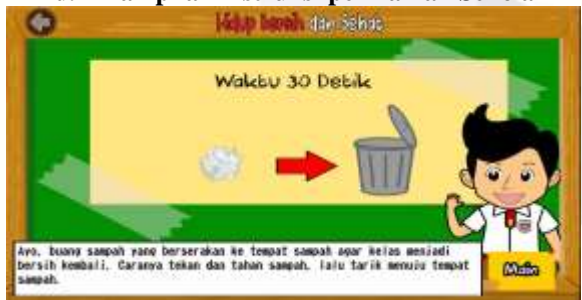 Hidup bersih dan Sehat
Waktu 30 Detik
Ayo, buang sampah yang berserakan ke tempat sampah agar kelas menjadi
bersih kembali. Caranya tekan dan tahan sampah, lalu tarik menuju tempat
sampah.
Main